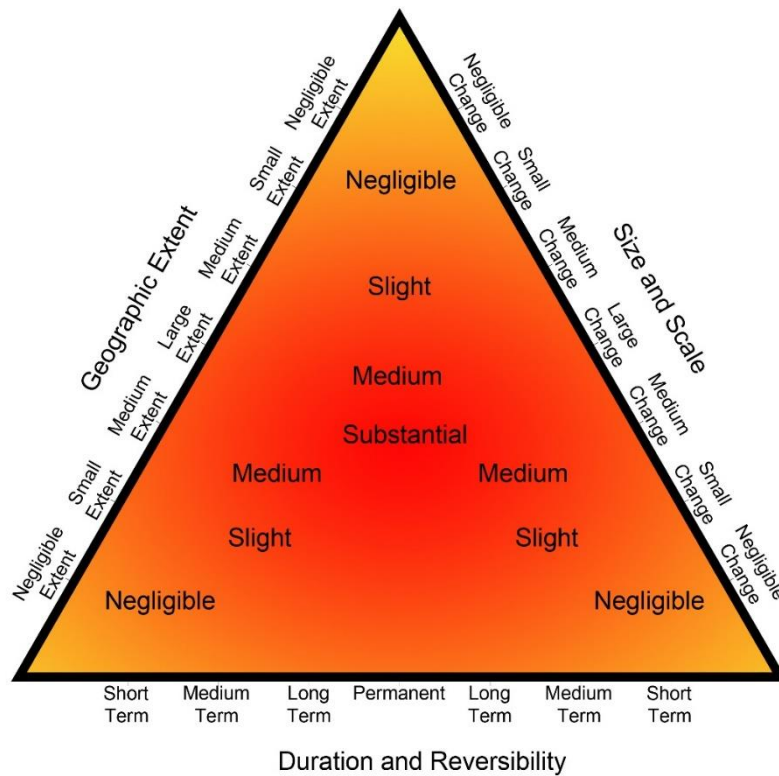 Negligible
Extent
Small
Extent
Medium
Extent
Large
Extent
Medium
Extent
Small
Extent
Negligible
Extent
Geographic Extent
Negligible
Change
Small
Change
Medium
Change
Large
Change
Medium
Change
Small
Change
Negligible
Change
Size and Scale
Negligible
Slight
Medium
Substantial
Medium
Medium
Slight
Slight
Negligible
Negligible
Short
Term
Medium
Term
Long
Term
Permanent
Long
Term
Medium
Term
Short
Term
Duration and Reversibility